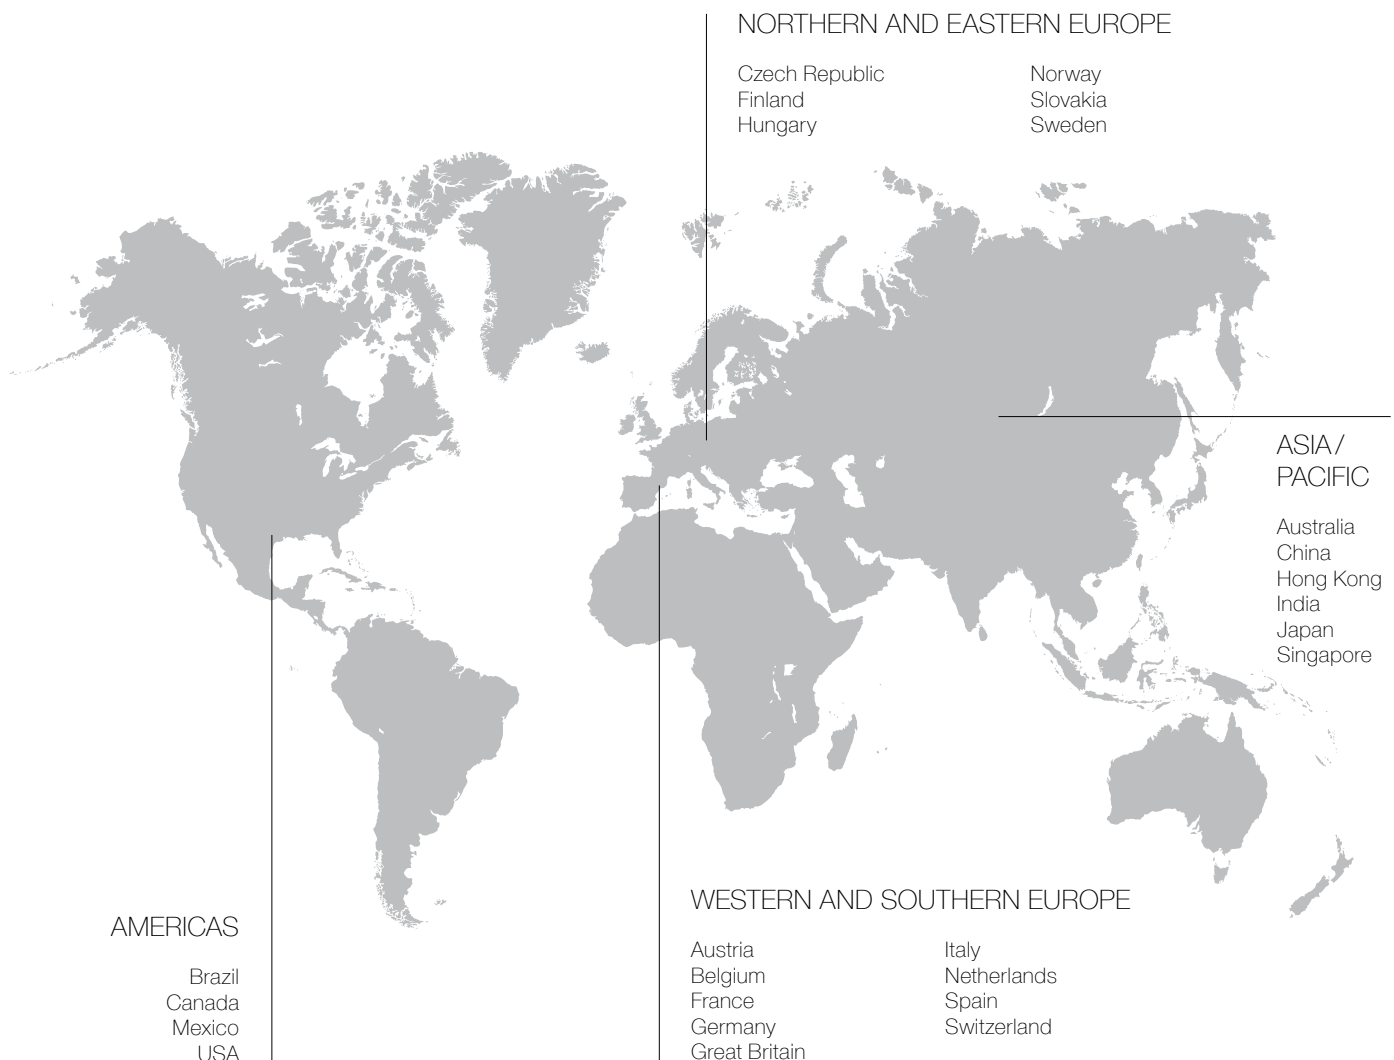 NORTHERN AND EASTERN EUROPE
Czech Republic
Finland
Hungary
Norway
Slovakia
Sweden
ASIA /
PACIFIC
Australia
China
Hong Kong
India
Japan
Singapore
WESTERN AND SOUTHERN EUROPE
Austria
Belgium
France
Germany
Great Britain
Italy
Netherlands
Spain
Switzerland
AMERICAS
Brazil
Canada
Mexico
USA